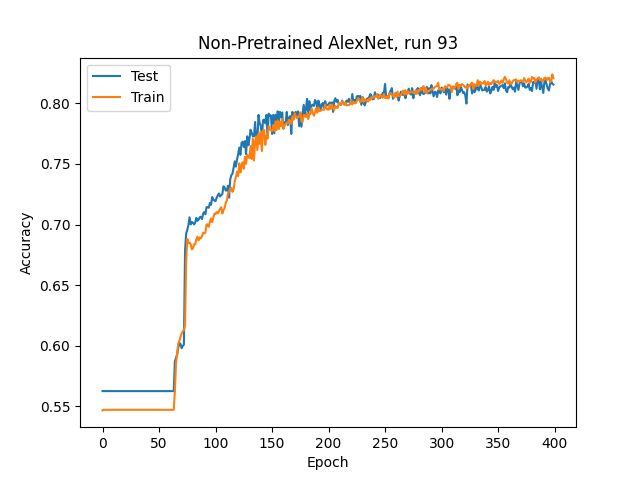 Non-Pretrained AlexNet, run 93
Test
Train
0.80
0.75
0.70
0.65
0.60
0.55
Accuracy
0 50 100 150 200 250 300 350 400
Epoch